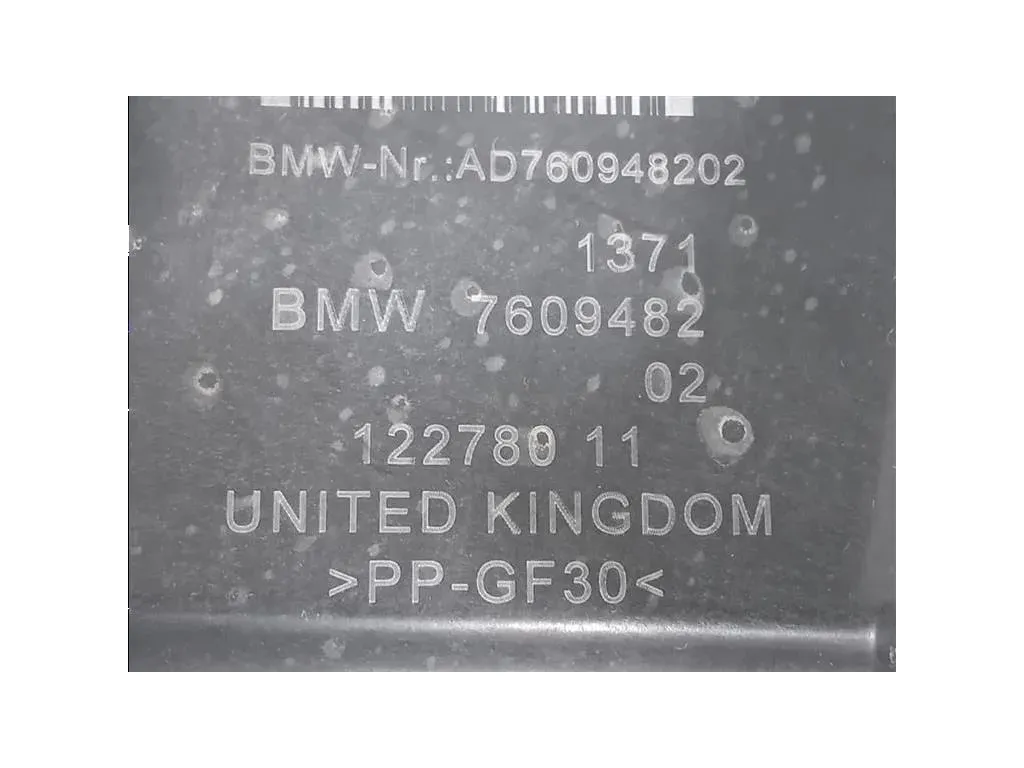 BMW-Nr.:AD760948202
1371
BMW 7609482
02
122780 11
UNITED KINGDOM
>PP-GF30<